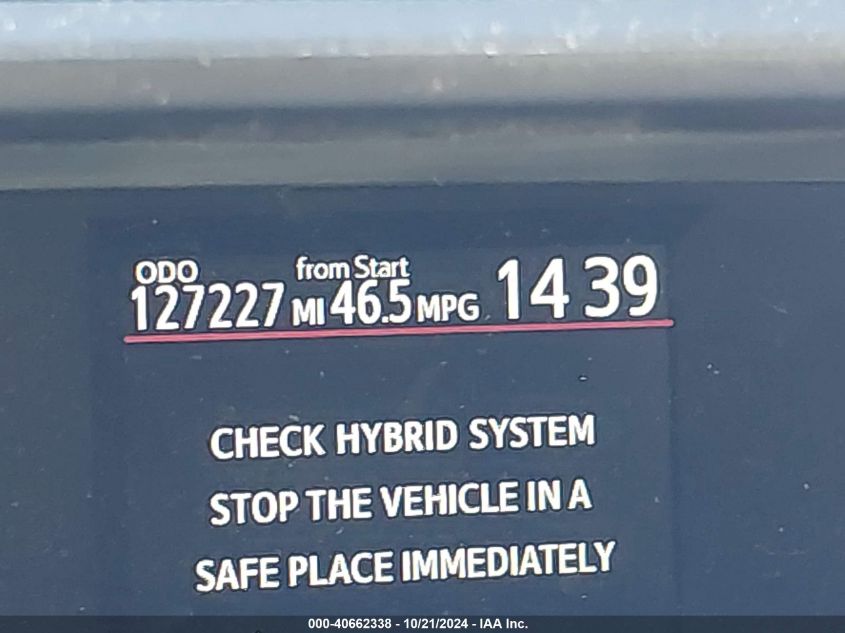 ODO from Start
127227 MI 46.5 MPG 14 39
CHECK HYBRID SYSTEM
STOP THE VEHICLE IN A
SAFE PLACE IMMEDIATELY
000-40662338 - 10/21/2024 - IAA Inc.